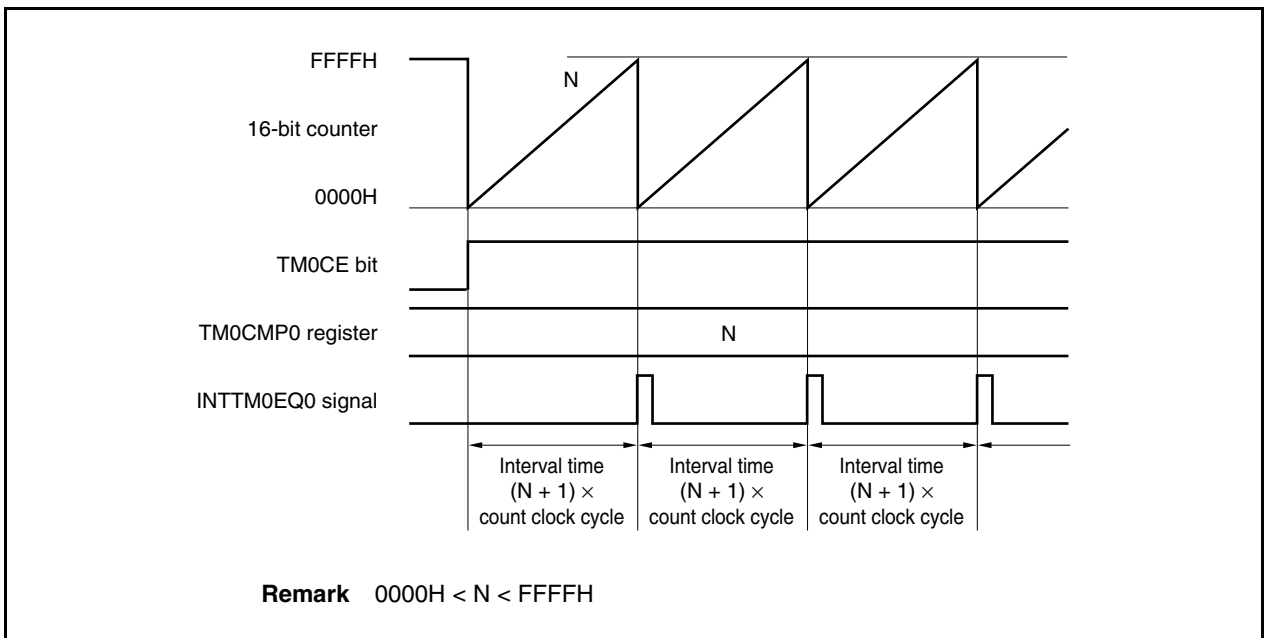 FFFFH
N
16-bit counter
0000H
TM0CE bit
TM0CMP0 register
N
INTTM0EQ0 signal
Interval time
(N + 1) ×
count clock cycle
Interval time
(N + 1) ×
count clock cycle
Interval time
(N + 1) ×
count clock cycle
Remark 0000H < N < FFFFH